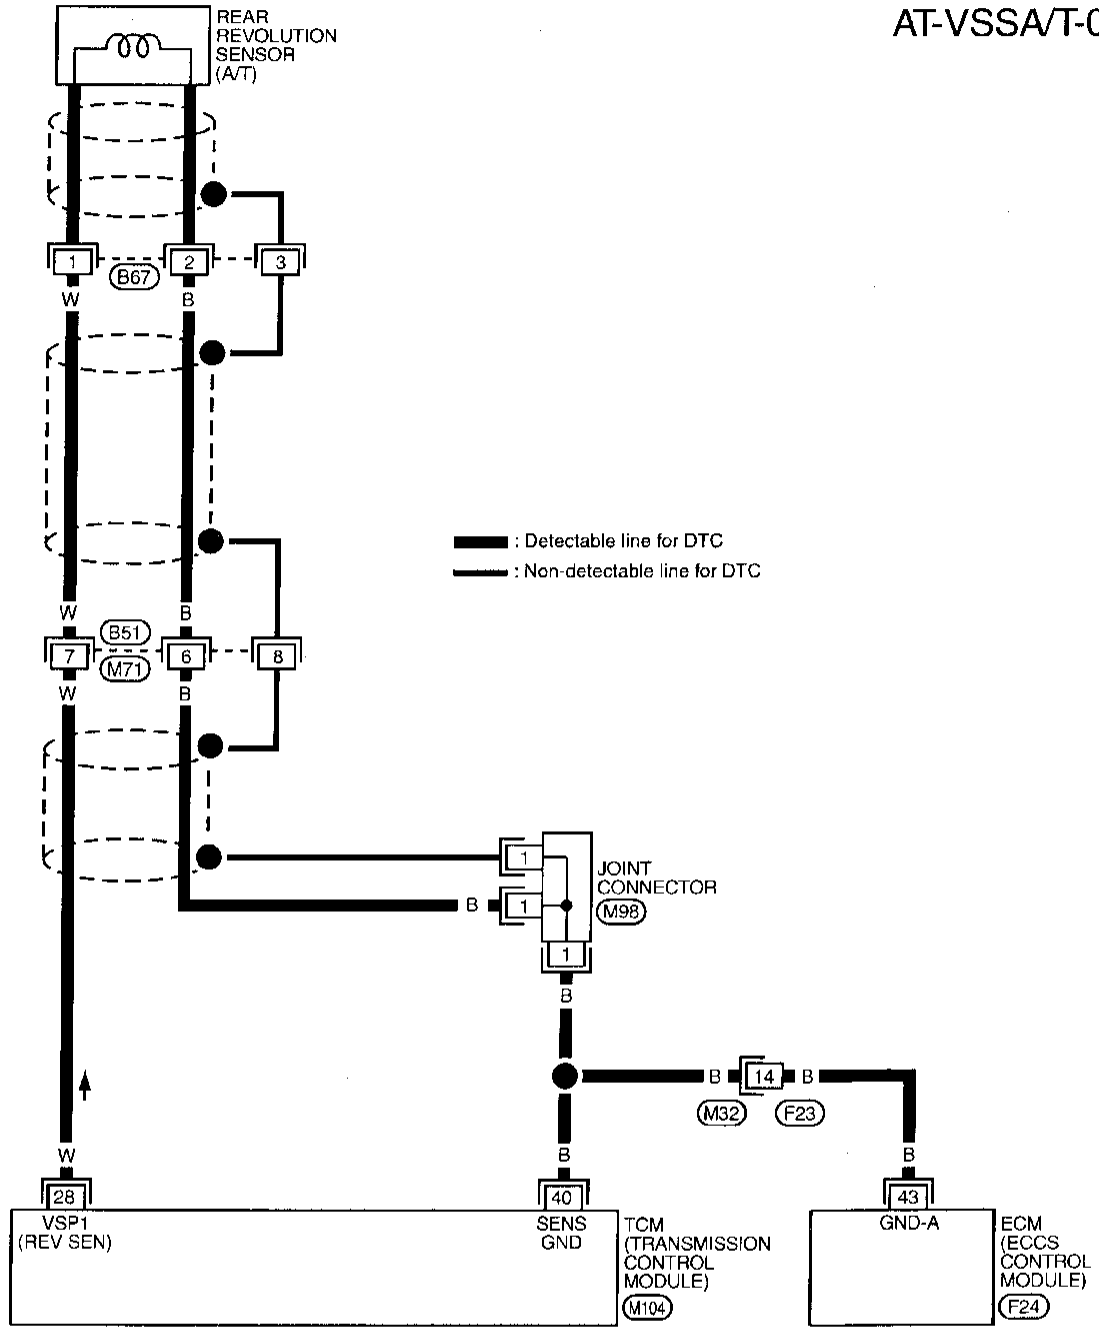 AT-VSSA/T-0
REAR
REVOLUTION
SENSOR
(A/T)
1
2
3
B67
W
B
: Detectable line for DTC
: Non-detectable line for DTC
W
B
B51
7
6
8
M71
W
B
1
JOINT
CONNECTOR
B
1
M98
1
B
B
14
B
M32
F23
W
B
B
28
40
43
VSP1
(REV SEN)
SENS
GND
TCM
(TRANSMISSION
CONTROL
MODULE)
M104
GND-A
ECM
(ECCS
CONTROL
MODULE)
F24